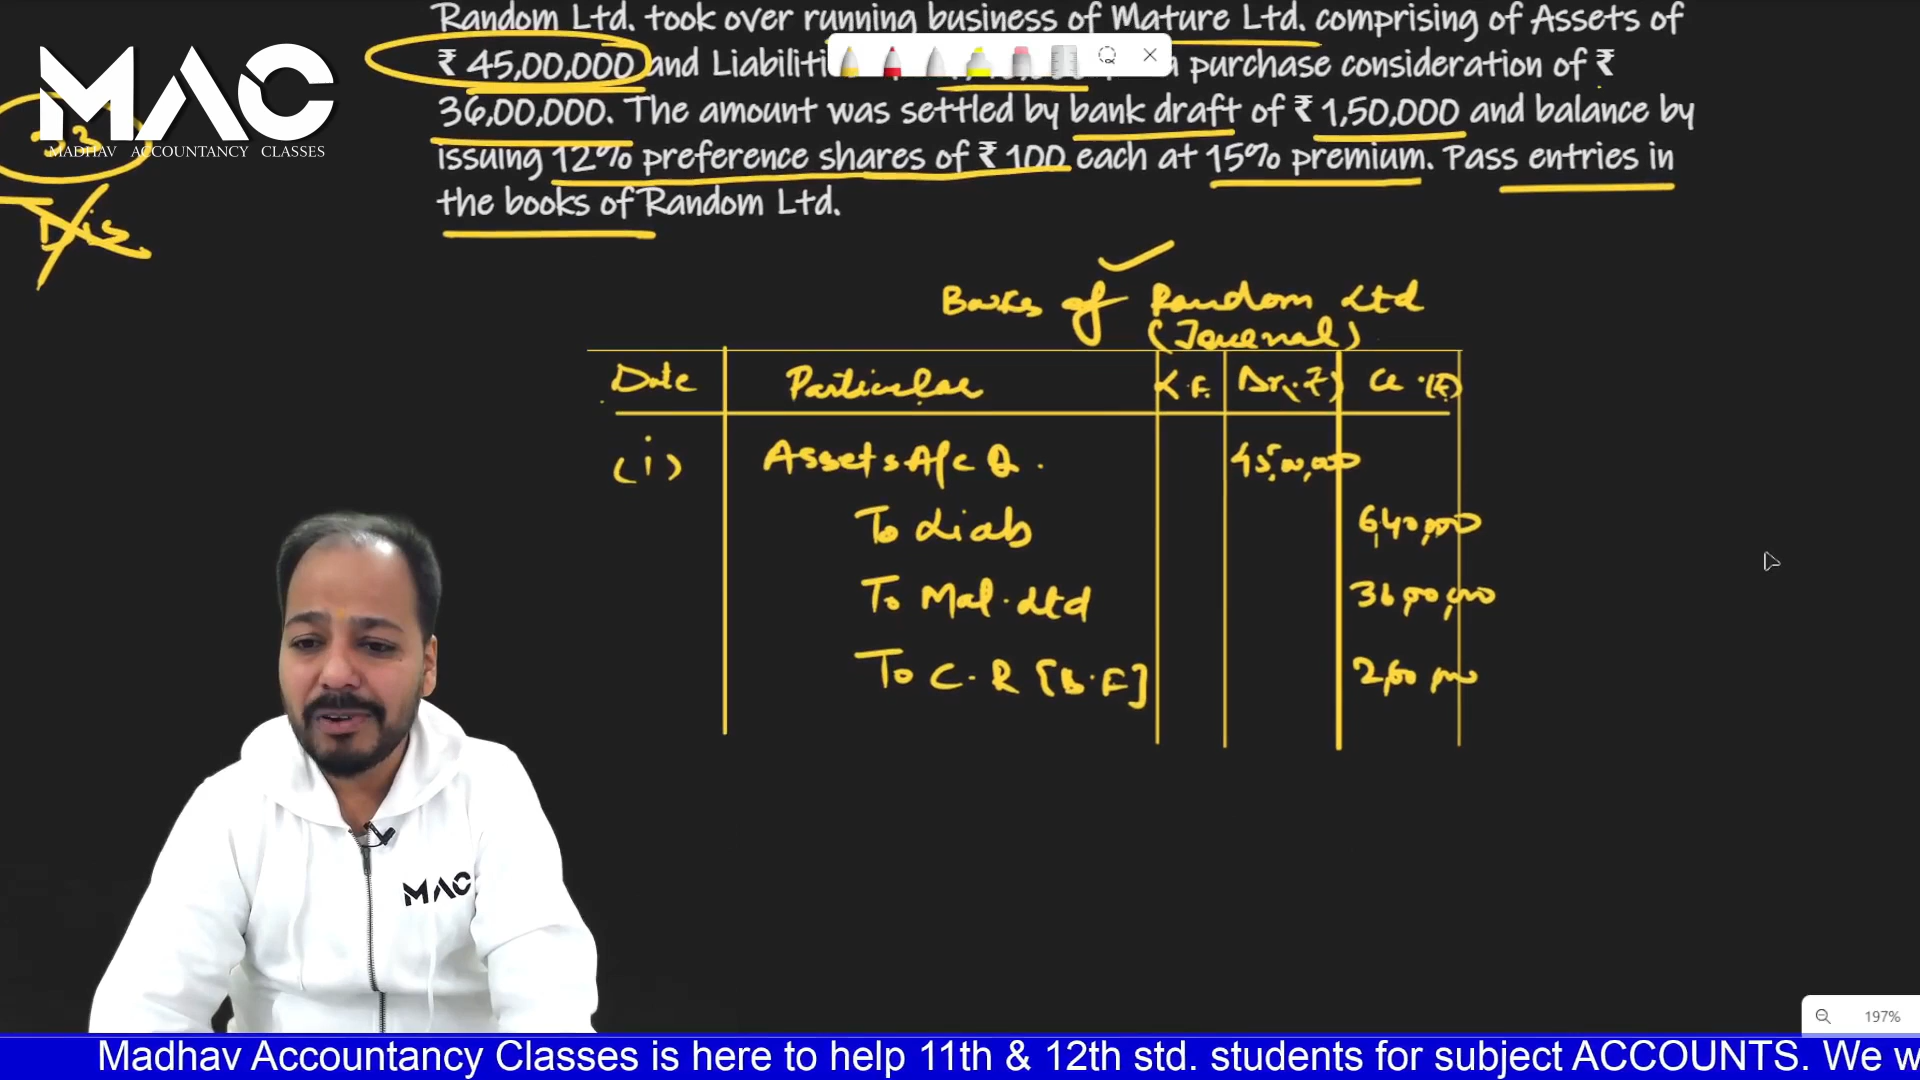 Random Ltd. took over running business of Mature Ltd. comprising of Assets of
₹ 45,00,000 and Liabiliti purchase consideration of ₹
36,00,000. The amount was settled by bank draft of ₹ 1,50,000 and balance by
issuing 12% preference shares of ₹ 100 each at 15% premium. Pass entries in
the books of Random Ltd.
MAC
MADHAV ACCOUNTANCY CLASSES
Dis
Books of Random Ltd
(Journal)
Date Particular L.F. Dr.(₹) Cr.(₹)
(i) Assets A/c Dr. 45,00,000
To Liab 6,40,000
To Mat. Ltd 36,00,000
To C.R [B.F] 2,60,000
MAC
197%
Madhav Accountancy Classes is here to help 11th & 12th std. students for subject ACCOUNTS. We w